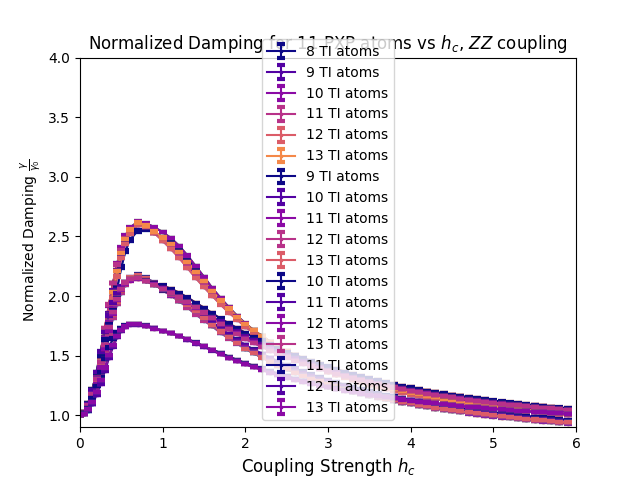 Normalized Damping for 11 PXP atoms vs h_c, ZZ coupling
8 TI atoms
9 TI atoms
10 TI atoms
11 TI atoms
12 TI atoms
13 TI atoms
9 TI atoms
10 TI atoms
11 TI atoms
12 TI atoms
13 TI atoms
10 TI atoms
11 TI atoms
12 TI atoms
13 TI atoms
11 TI atoms
12 TI atoms
13 TI atoms
4.0
3.5
3.0
2.5
2.0
1.5
1.0
Normalized Damping γ/γ₀
0 1 2 3 4 5 6
Coupling Strength h_c